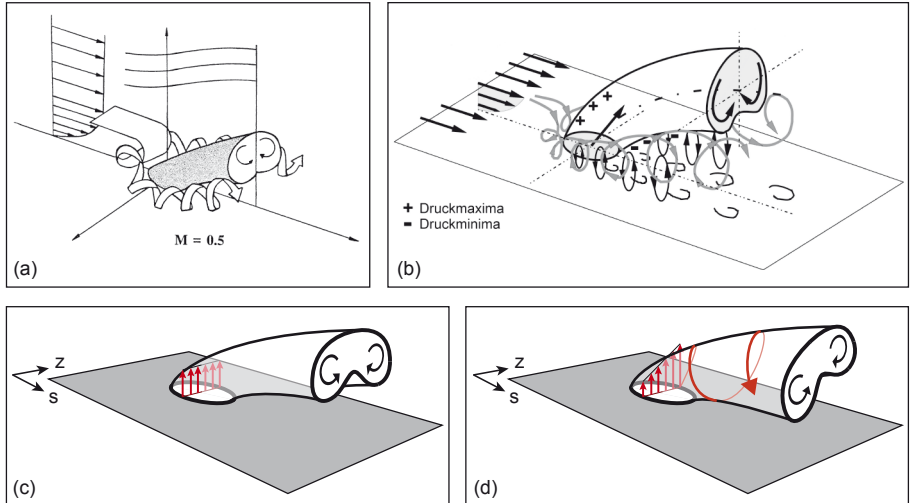 M = 0.5
(a)
+ Druckmaxima
- Druckminima
(b)
z
s
(c)
z
s
(d)